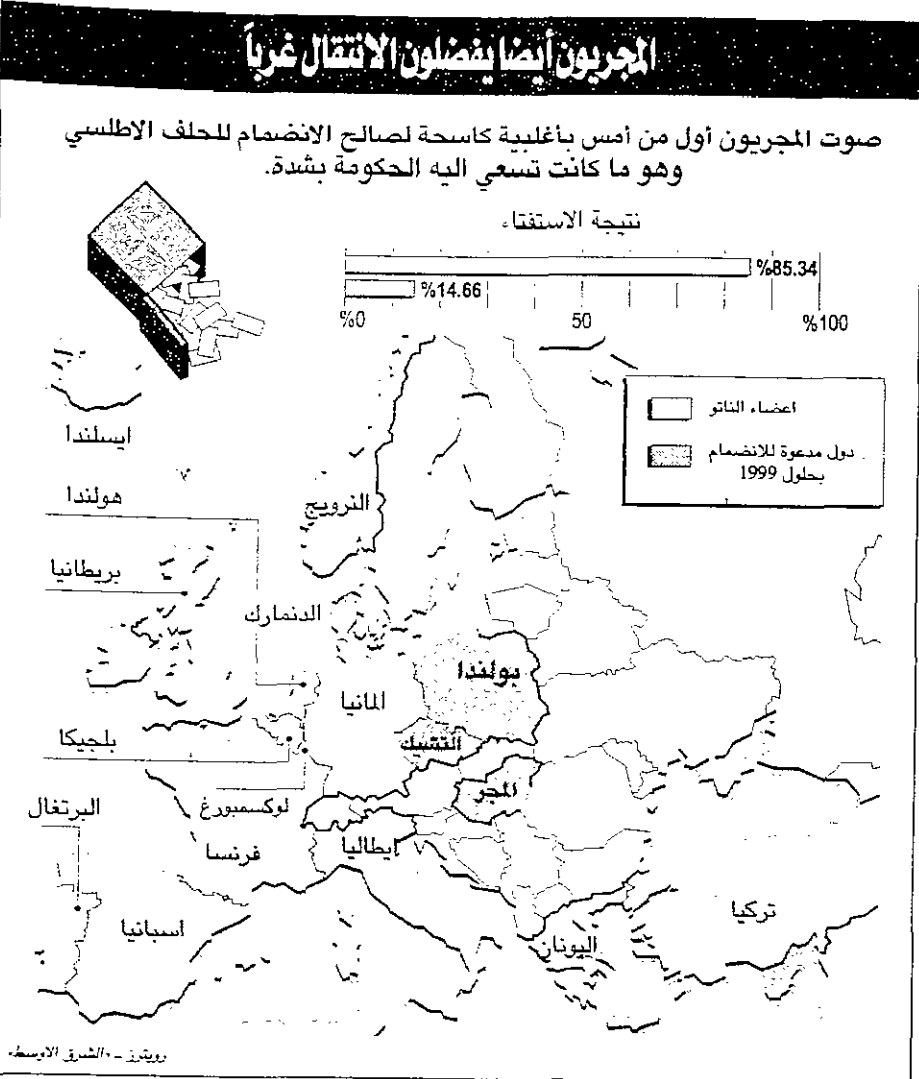 المجريون أيضا يفضلون الانتقال غرباً
صوت المجريون أول من أمس بأغلبية كاسحة لصالح الانضمام للحلف الاطلسي
وهو ما كانت تسعي اليه الحكومة بشدة.
نتيجة الاستفتاء
%85.34
%14.66
%0
50
%100
اعضاء الناتو
دول مدعوة للانضمام
بحلول 1999
ايسلندا
هولندا
النرويج
بريطانيا
الدنمارك
بولندا
المانيا
التشيك
بلجيكا
المجر
لوكسمبورغ
البرتغال
ايطاليا
فرنسا
تركيا
اسبانيا
اليونان
رويترز - «الشرق الاوسط»